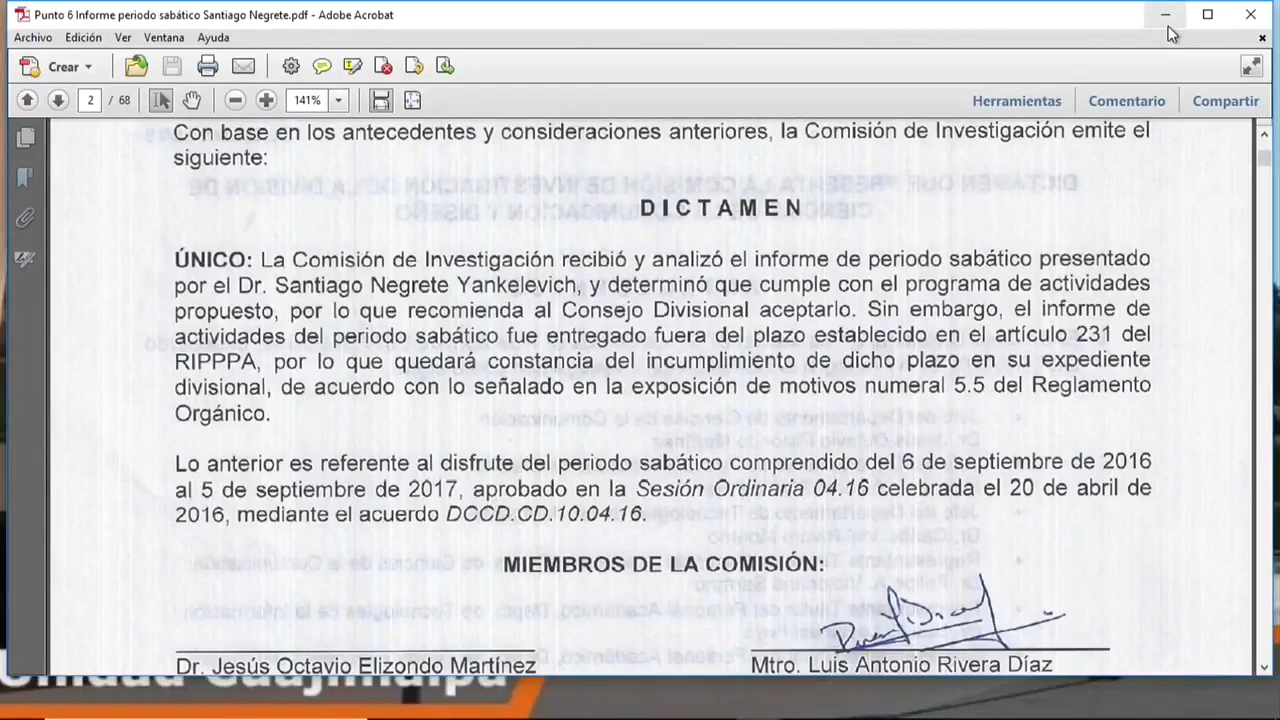 Punto 6 Informe periodo sabático Santiago Negrete.pdf - Adobe Acrobat
Archivo Edición Ver Ventana Ayuda
Crear
2 / 68 141% Herramientas Comentario Compartir
Con base en los antecedentes y consideraciones anteriores, la Comisión de Investigación emite el
siguiente:
DICTAMEN
ÚNICO: La Comisión de Investigación recibió y analizó el informe de periodo sabático presentado
por el Dr. Santiago Negrete Yankelevich, y determinó que cumple con el programa de actividades
propuesto, por lo que recomienda al Consejo Divisional aceptarlo. Sin embargo, el informe de
actividades del periodo sabático fue entregado fuera del plazo establecido en el artículo 231 del
RIPPPA, por lo que quedará constancia del incumplimiento de dicho plazo en su expediente
divisional, de acuerdo con lo señalado en la exposición de motivos numeral 5.5 del Reglamento
Orgánico.
Lo anterior es referente al disfrute del periodo sabático comprendido del 6 de septiembre de 2016
al 5 de septiembre de 2017, aprobado en la Sesión Ordinaria 04.16 celebrada el 20 de abril de
2016, mediante el acuerdo DCCD.CD.10.04.16.
MIEMBROS DE LA COMISIÓN:
Dr. Jesús Octavio Elizondo Martínez Mtro. Luis Antonio Rivera Díaz
Unidad Cuajimalpa